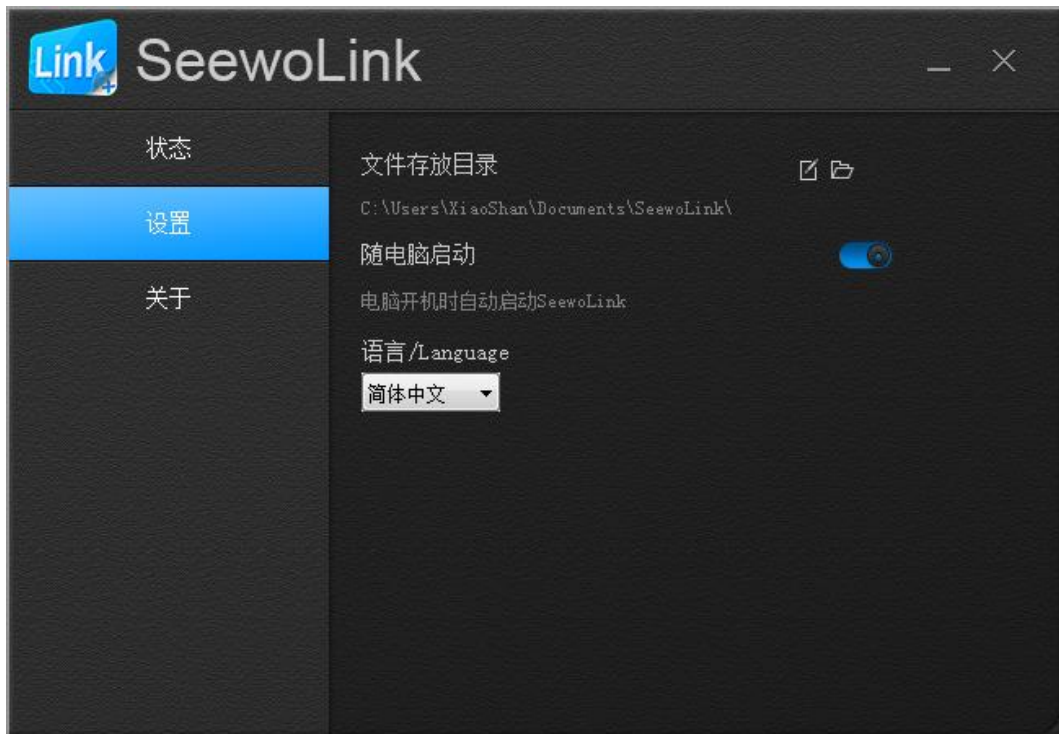 Link
SeewoLink
状态
设置
关于
文件存放目录
C:\Users\XiaoShan\Documents\SeewoLink\
随电脑启动
电脑开机时自动启动SeewoLink
语言/Language
简体中文